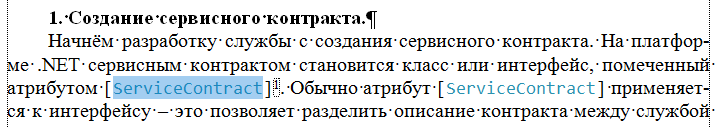 1. Создание сервисного контракта.¶
Начнём разработку службы с создания сервисного контракта. На платфор-
ме .NET сервисным контрактом становится класс или интерфейс, помеченный
атрибутом [ServiceContract]1. Обычно атрибут [ServiceContract] применяет-
ся к интерфейсу – это позволяет разделить описание контракта между службой